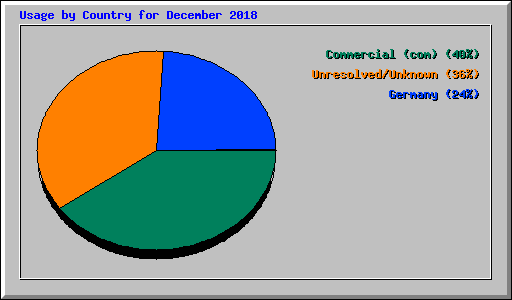 Usage by Country for December 2018
Commercial (com) (40%)
Unresolved/Unknown (36%)
Germany (24%)